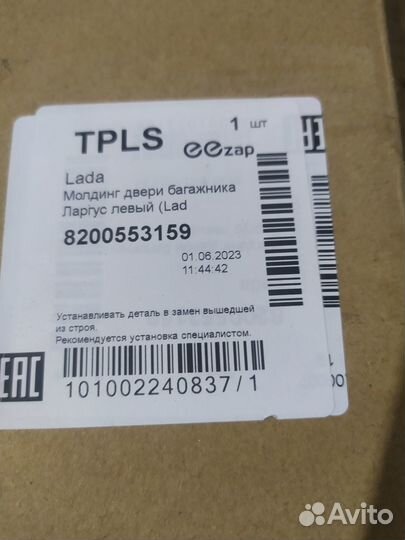 TPLS
1 шт
eezap
Lada
Молдинг двери багажника
Ларгус левый (Lad
8200553159
01.06.2023
11:44:42
Устанавливать деталь в замен вышедшей
из строя.
Рекомендуется установка специалистом.
EAC
101002240837/1
Avito